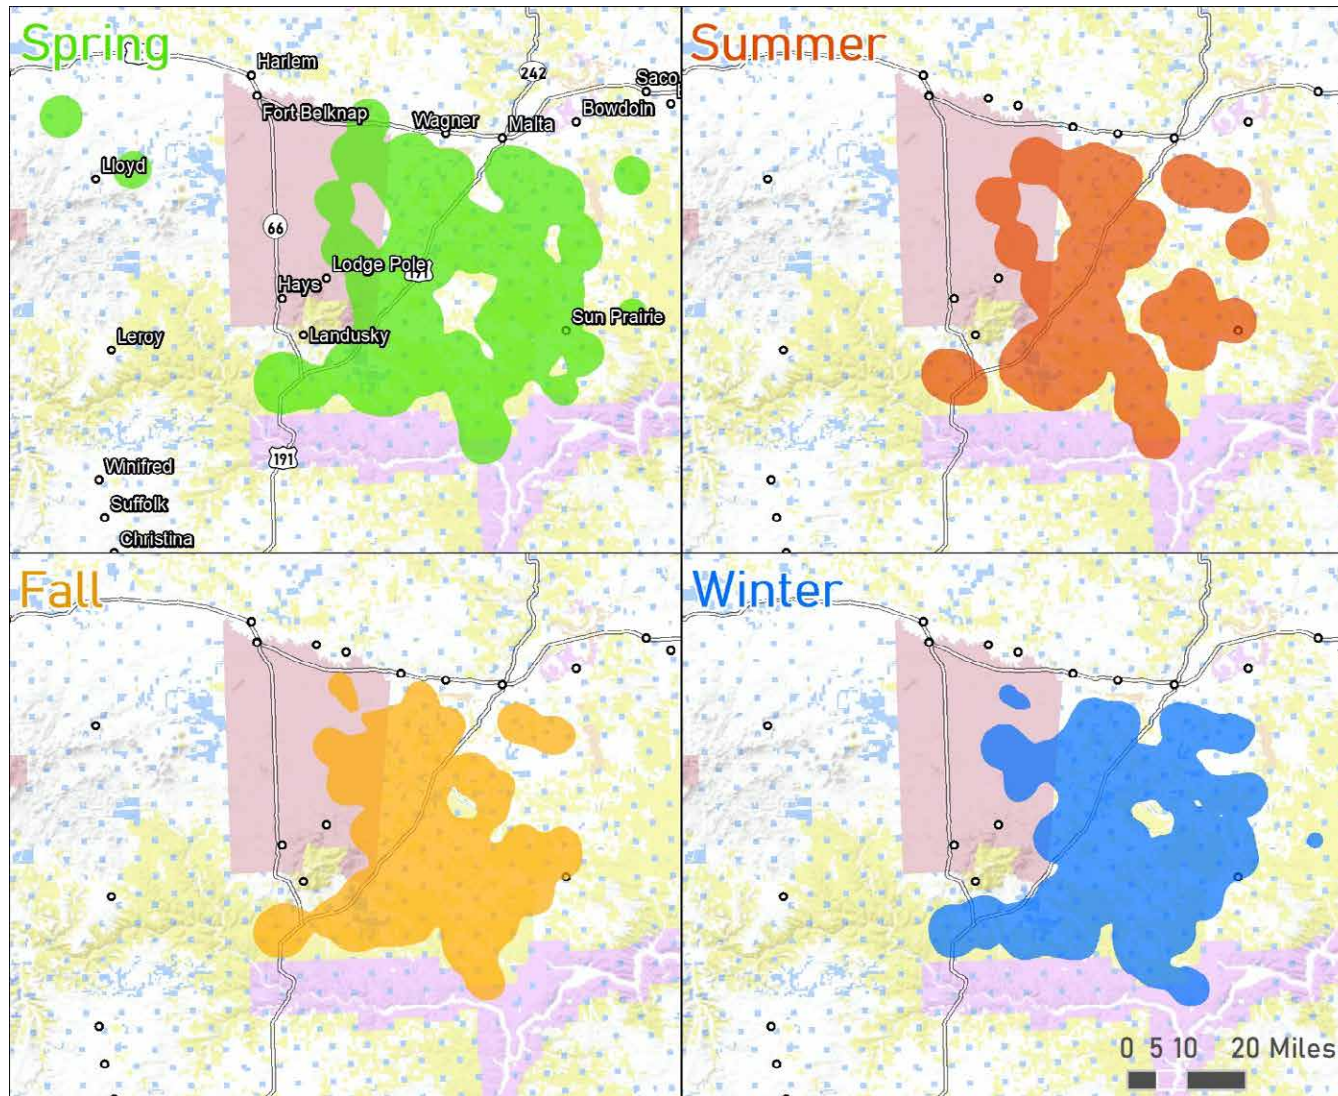 Spring
Summer
Harlem
242
Saco
Fort Belknap
Wagner
Malta
Bowdoin
Lloyd
66
Lodge Pole
191
Hays
Sun Prairie
Leroy
Landusky
Winifred
191
Suffolk
Christina
Fall
Winter
0 5 10 20 Miles